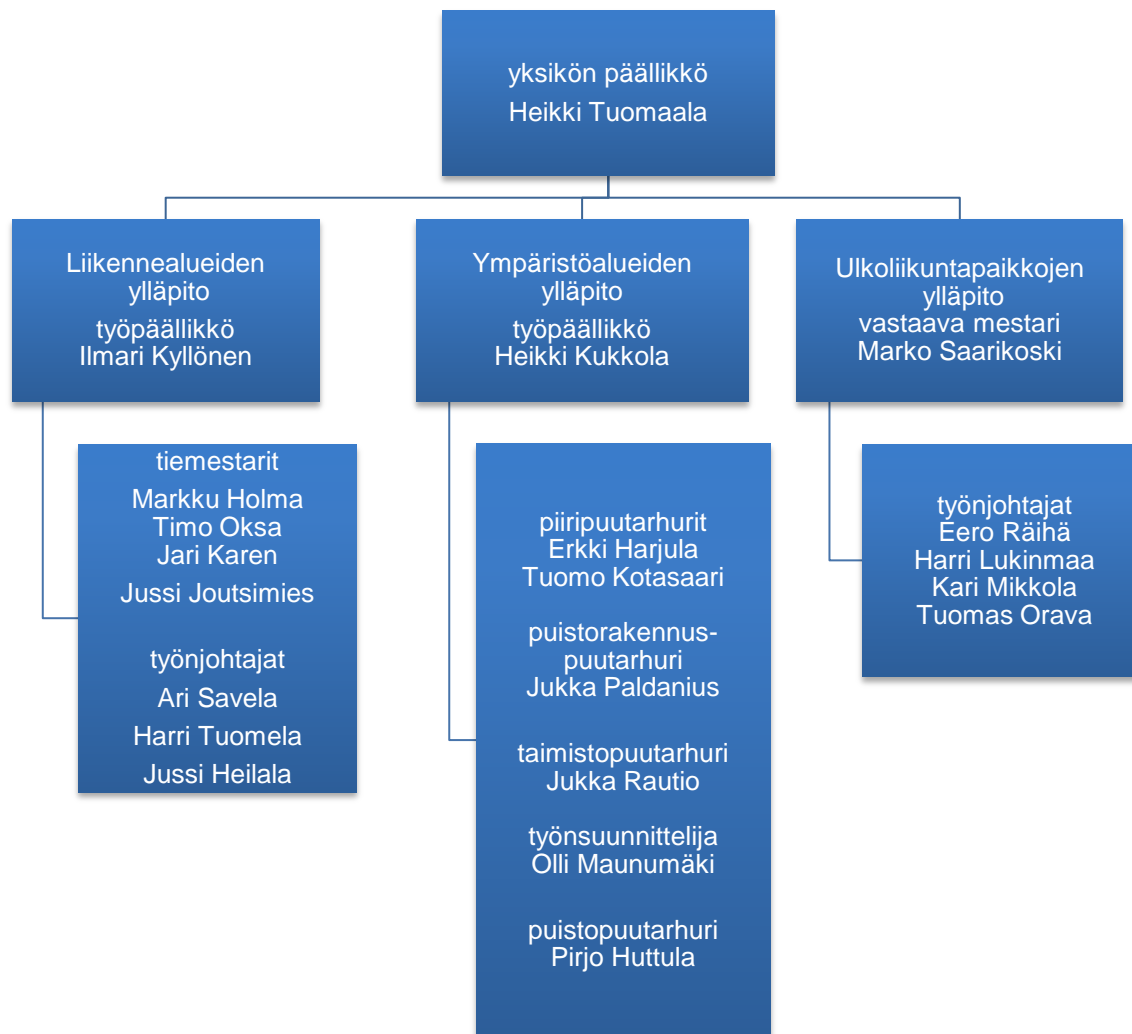 yksikön päällikkö
Heikki Tuomaala
Liikennealueiden
ylläpito
työpäällikkö
Ilmari Kyllönen
Ympäristöalueiden
ylläpito
työpäällikkö
Heikki Kukkola
Ulkoliikuntapaikkojen
ylläpito
vastaava mestari
Marko Saarikoski
tiemestarit
Markku Holma
Timo Oksa
Jari Karen
Jussi Joutsimies
työnjohtajat
Ari Savela
Harri Tuomela
Jussi Heilala
piiripuutarhurit
Erkki Harjula
Tuomo Kotasaari
puistorakennus-
puutarhuri
Jukka Paldanius
taimistopuutarhuri
Jukka Rautio
työnsuunnittelija
Olli Maunumäki
puistopuutarhuri
Pirjo Huttula
työnjohtajat
Eero Räihä
Harri Lukinmaa
Kari Mikkola
Tuomas Orava